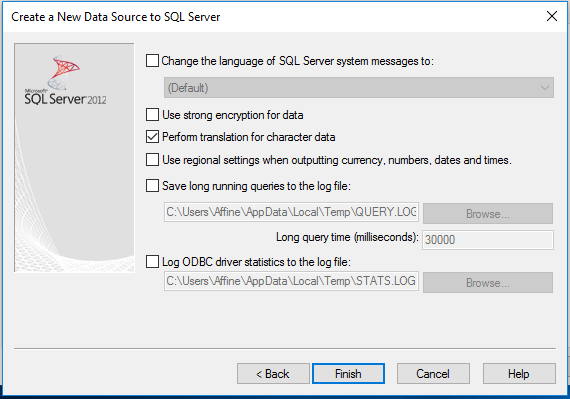 Create a New Data Source to SQL Server
Microsoft
SQL Server 2012
Change the language of SQL Server system messages to:
(Default)
Use strong encryption for data
Perform translation for character data
Use regional settings when outputting currency, numbers, dates and times.
Save long running queries to the log file:
C:\Users\Affine\AppData\Local\Temp\QUERY.LOG Browse...
Long query time (milliseconds): 30000
Log ODBC driver statistics to the log file:
C:\Users\Affine\AppData\Local\Temp\STATS.LOG Browse...
< Back Finish Cancel Help